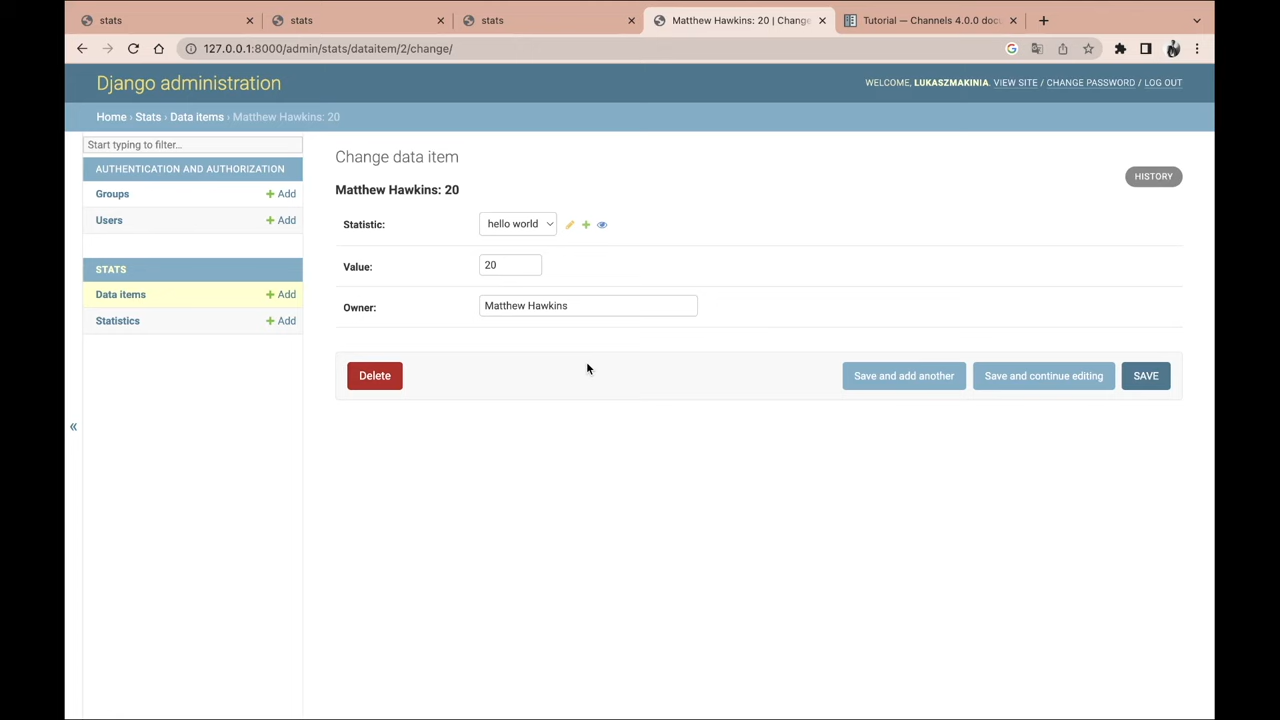 stats
stats
stats
Matthew Hawkins: 20 | Change
Tutorial — Channels 4.0.0 docu
127.0.0.1:8000/admin/stats/dataitem/2/change/
Django administration
WELCOME, LUKASZMAKINIA. VIEW SITE / CHANGE PASSWORD / LOG OUT
Home › Stats › Data items › Matthew Hawkins: 20
Start typing to filter...
AUTHENTICATION AND AUTHORIZATION
Groups + Add
Users + Add
STATS
Data items + Add
Statistics + Add
«
Change data item
HISTORY
Matthew Hawkins: 20
Statistic: hello world
Value: 20
Owner: Matthew Hawkins
Delete
Save and add another
Save and continue editing
SAVE